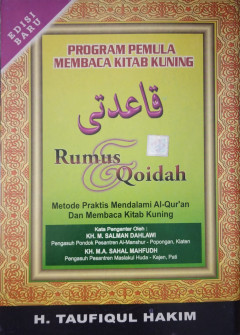 EDISI
BARU
PROGRAM PEMULA
MEMBACA KITAB KUNING
قاعدتي
Rumus
&
Qoidah
Metode Praktis Mendalami Al-Qur'an
Dan Membaca Kitab Kuning
Kata Pengantar Oleh :
KH. M. SALMAN DAHLAWI
Pengasuh Pondok Pesantren Al-Manshur - Popongan, Klaten
KH. M.A. SAHAL MAHFUDH
Pengasuh Pesantren Maslakul Huda - Kajen, Pati
H. TAUFIQUL HAKIM